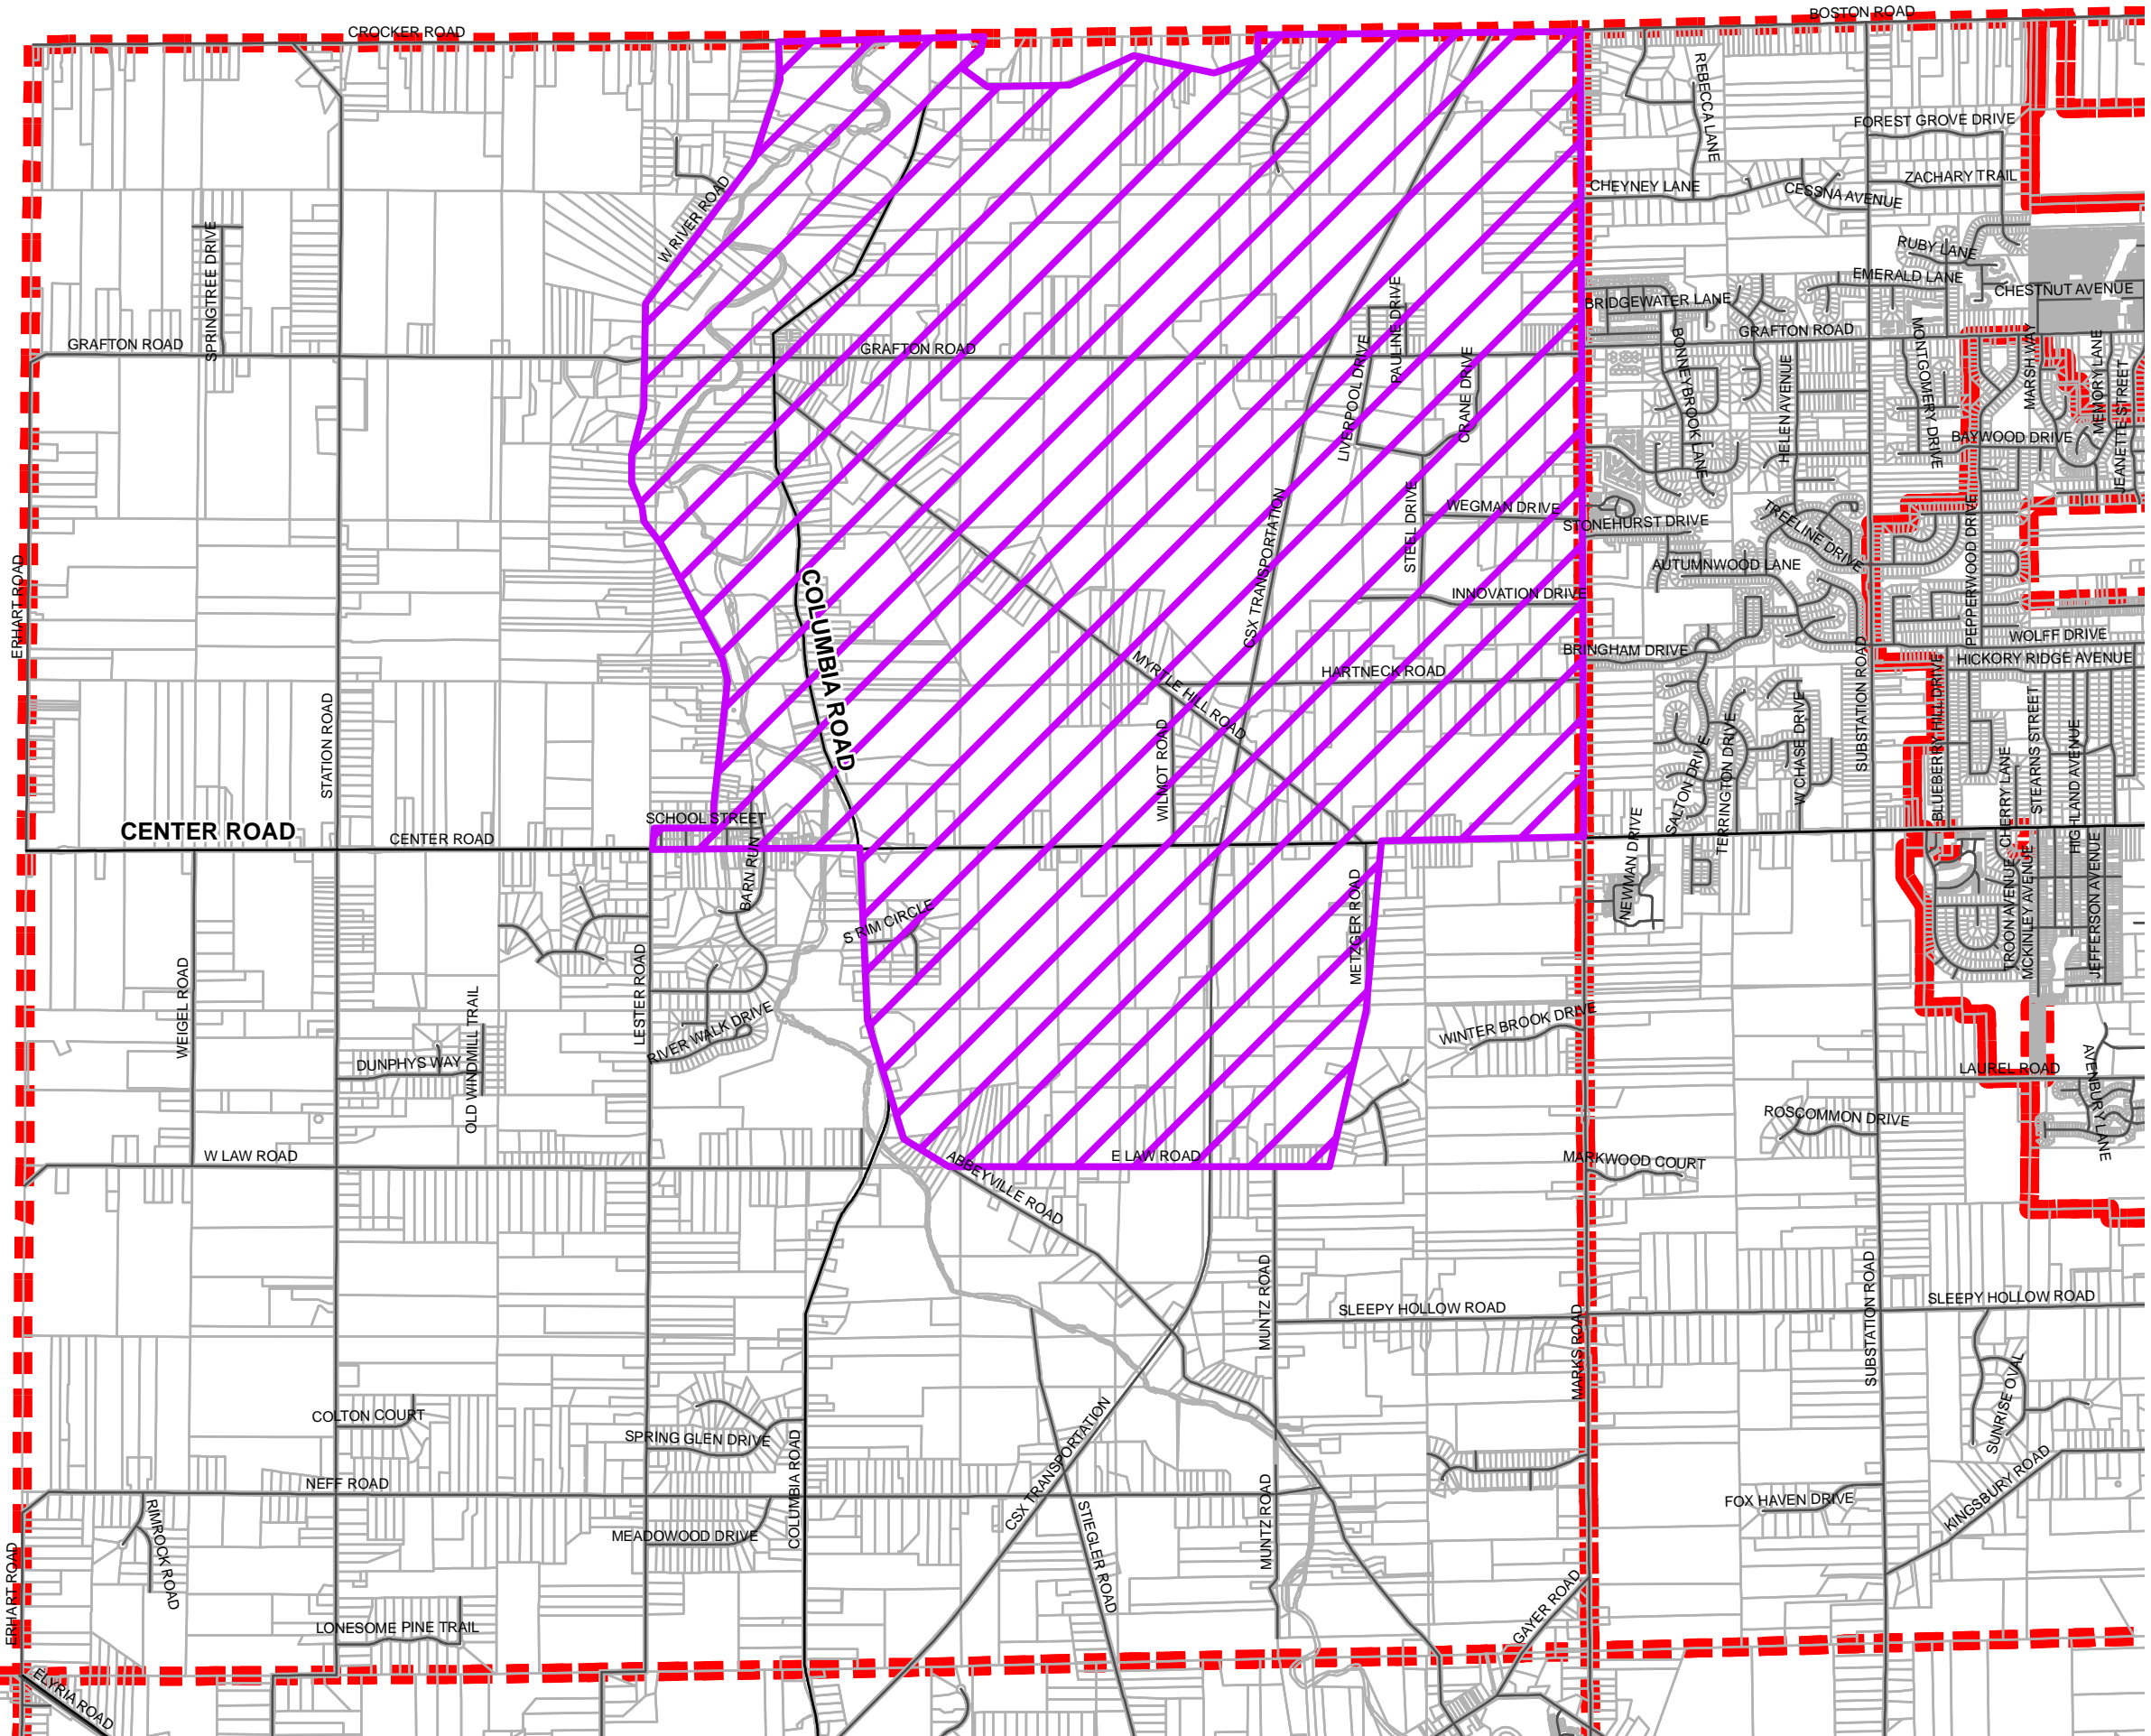 BOSTON ROAD
CROCKER ROAD
REBECCA LANE
FOREST GROVE DRIVE
ZACHARY TRAIL
CHEYNEY LANE
CESSNA AVENUE
W RIVER ROAD
SPRINGTREE DRIVE
RUBY LANE
EMERALD LANE
CHESTNUT AVENUE
BRIDGEWATER LANE
PAULINE DRIVE
GRAFTON ROAD
GRAFTON ROAD
GRAFTON ROAD
LIVERPOOL DRIVE
CRANE DRIVE
BONNEYBROOK LANE
HELEN AVENUE
MONTGOMERY DRIVE
MARSH WAY
MEMORY LANE
JEANETTE STREET
BAYWOOD DRIVE
WEGMAN DRIVE
STONEHURST DRIVE
TREELINE DRIVE
STEEL DRIVE
CSX TRANSPORTATION
AUTUMNWOOD LANE
PEPPERWOOD DRIVE
INNOVATION DRIVE
ERHART ROAD
COLUMBIA ROAD
WOLFF DRIVE
BRINGHAM DRIVE
HICKORY RIDGE AVENUE
HARTNECK ROAD
MYRTLE HILL ROAD
SUBSTATION ROAD
STATION ROAD
WILMOT ROAD
SALTON DRIVE
TERRINGTON DRIVE
W CHASE DRIVE
BLUEBERRY HILL DRIVE
CHERRY LANE
STEARNS STREET
HIGHLAND AVENUE
SCHOOL STREET
CENTER ROAD
CENTER ROAD
BARN RUN
METZGER ROAD
NEWMAN DRIVE
TROON AVENUE
MCKINLEY AVENUE
JEFFERSON AVENUE
S RIM CIRCLE
WEIGEL ROAD
OLD WINDMILL TRAIL
LESTER ROAD
RIVER WALK DRIVE
WINTER BROOK DRIVE
DUNPHYS WAY
LAUREL ROAD
AVENBURY LANE
ROSCOMMON DRIVE
W LAW ROAD
E LAW ROAD
ABBEYVILLE ROAD
MARKWOOD COURT
MUNTZ ROAD
SLEEPY HOLLOW ROAD
SLEEPY HOLLOW ROAD
MARKS ROAD
SUBSTATION ROAD
SUNRISE OVAL
COLTON COURT
SPRING GLEN DRIVE
COLUMBIA ROAD
CSX TRANSPORTATION
NEFF ROAD
MUNTZ ROAD
FOX HAVEN DRIVE
KINGSBURY ROAD
RIMROCK ROAD
MEADOWOOD DRIVE
STIEGLER ROAD
ERHART ROAD
GAYER ROAD
LONESOME PINE TRAIL
ELYRIA ROAD